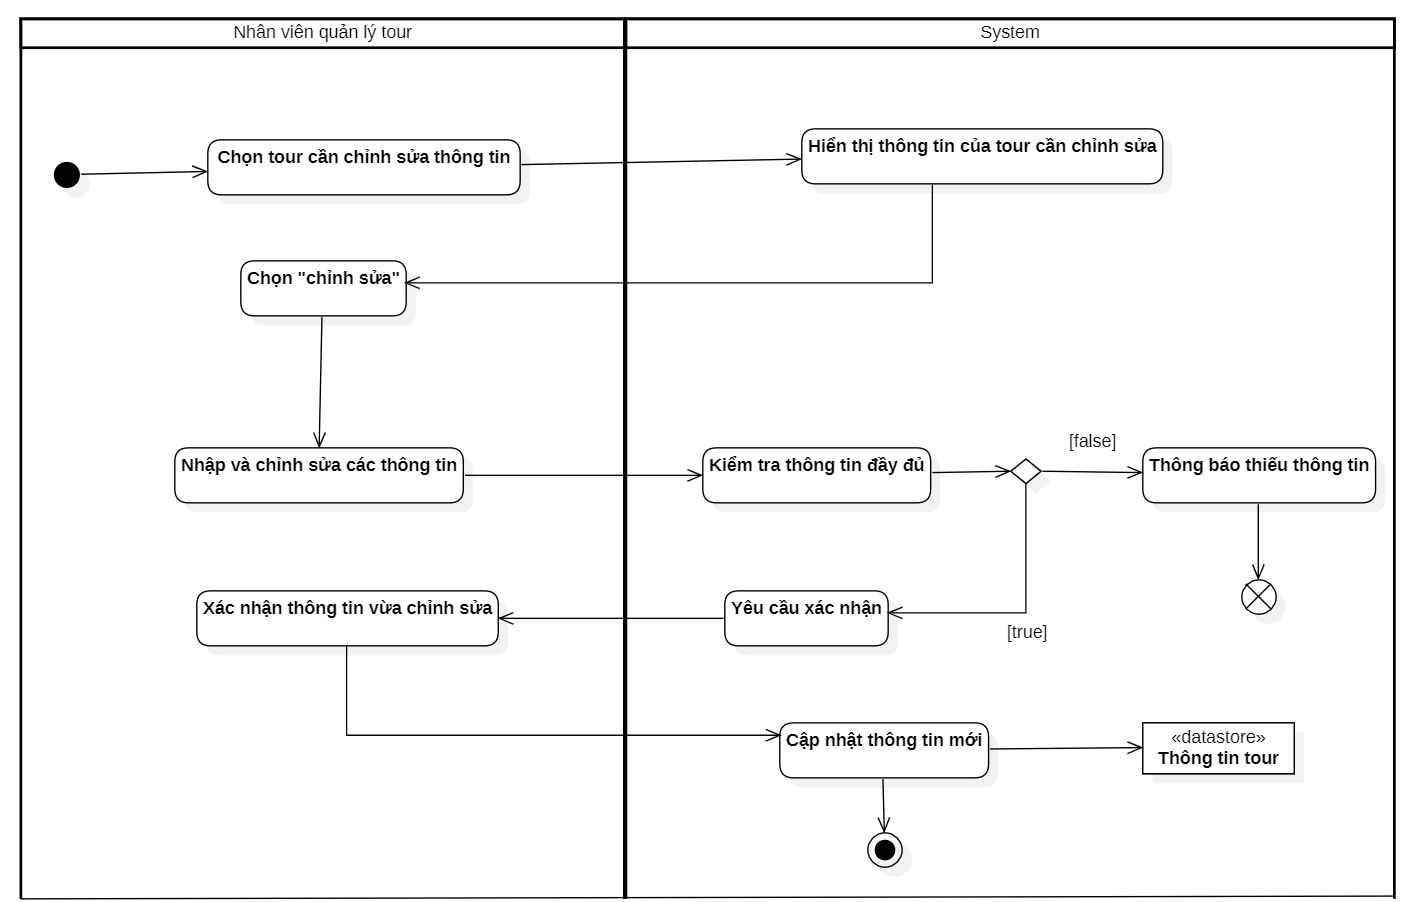 Nhân viên quản lý tour
System
Chọn tour cần chỉnh sửa thông tin
Hiển thị thông tin của tour cần chỉnh sửa
Chọn "chỉnh sửa"
Nhập và chỉnh sửa các thông tin
Kiểm tra thông tin đầy đủ
[false]
Thông báo thiếu thông tin
Xác nhận thông tin vừa chỉnh sửa
Yêu cầu xác nhận
[true]
Cập nhật thông tin mới
«datastore»
Thông tin tour